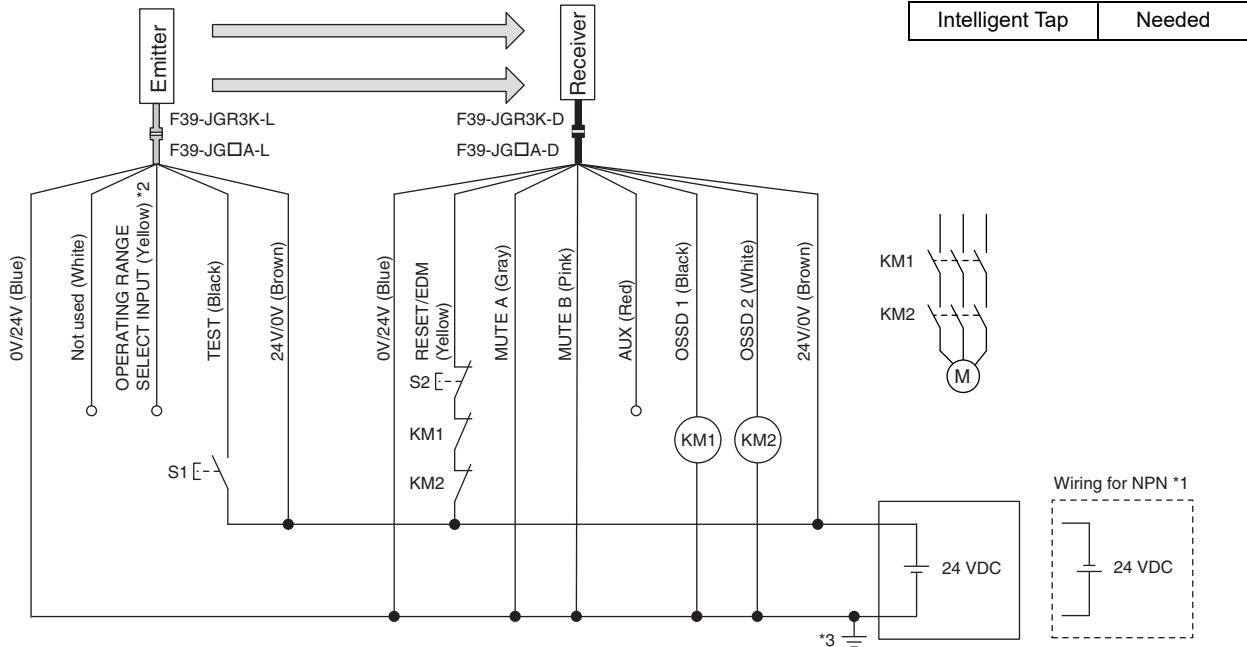 Intelligent Tap Needed
Emitter
Receiver
F39-JGR3K-L
F39-JG□A-L
F39-JGR3K-D
F39-JG□A-D
0V/24V (Blue)
Not used (White)
OPERATING RANGE
SELECT INPUT (Yellow) *2
TEST (Black)
24V/0V (Brown)
0V/24V (Blue)
RESET/EDM
(Yellow)
MUTE A (Gray)
MUTE B (Pink)
AUX (Red)
OSSD 1 (Black)
OSSD 2 (White)
24V/0V (Brown)
KM1
KM2
M
S1
S2
KM1
KM2
KM1
KM2
24 VDC
Wiring for NPN *1
24 VDC
*3